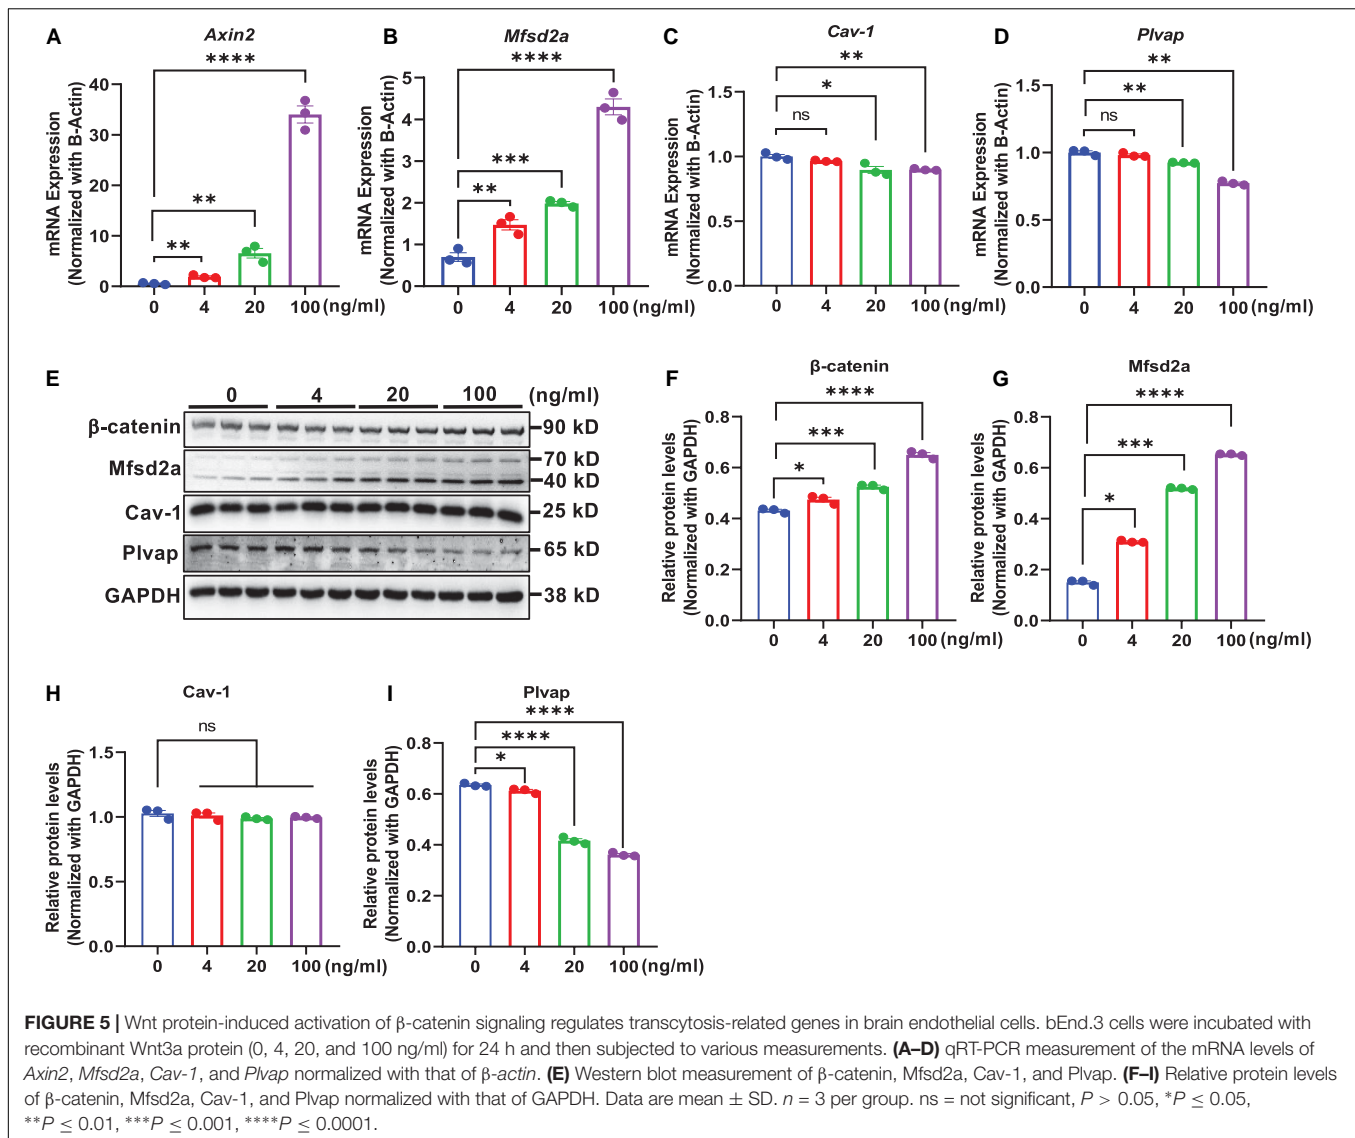 A
Axin2
****
**
**
mRNA Expression
(Normalized with B-Actin)
40
30
20
10
0
0 4 20 100 (ng/ml)
B
Mfsd2a
****
***
**
mRNA Expression
(Normalized with B-Actin)
5
4
3
2
1
0
0 4 20 100 (ng/ml)
C
Cav-1
**
*
ns
mRNA Expression
(Normalized with B-Actin)
1.5
1.0
0.5
0.0
0 4 20 100 (ng/ml)
D
Plvap
**
**
ns
mRNA Expression
(Normalized with B-Actin)
1.5
1.0
0.5
0.0
0 4 20 100 (ng/ml)
E
0 4 20 100 (ng/ml)
β-catenin 90 kD
Mfsd2a 70 kD
40 kD
Cav-1 25 kD
Plvap 65 kD
GAPDH 38 kD
F
β-catenin
****
***
*
Relative protein levels
(Normalized with GAPDH)
0.8
0.6
0.4
0.2
0.0
0 4 20 100 (ng/ml)
G
Mfsd2a
****
***
*
Relative protein levels
(Normalized with GAPDH)
0.8
0.6
0.4
0.2
0.0
0 4 20 100 (ng/ml)
H
Cav-1
ns
Relative protein levels
(Normalized with GAPDH)
1.5
1.0
0.5
0.0
0 4 20 100 (ng/ml)
I
Plvap
****
****
*
Relative protein levels
(Normalized with GAPDH)
0.8
0.6
0.4
0.2
0.0
0 4 20 100 (ng/ml)
FIGURE 5 | Wnt protein-induced activation of β-catenin signaling regulates transcytosis-related genes in brain endothelial cells. bEnd.3 cells were incubated with
recombinant Wnt3a protein (0, 4, 20, and 100 ng/ml) for 24 h and then subjected to various measurements. (A–D) qRT-PCR measurement of the mRNA levels of
Axin2, Mfsd2a, Cav-1, and Plvap normalized with that of β-actin. (E) Western blot measurement of β-catenin, Mfsd2a, Cav-1, and Plvap. (F–I) Relative protein levels
of β-catenin, Mfsd2a, Cav-1, and Plvap normalized with that of GAPDH. Data are mean ± SD. n = 3 per group. ns = not significant, P > 0.05, *P ≤ 0.05,
**P ≤ 0.01, ***P ≤ 0.001, ****P ≤ 0.0001.